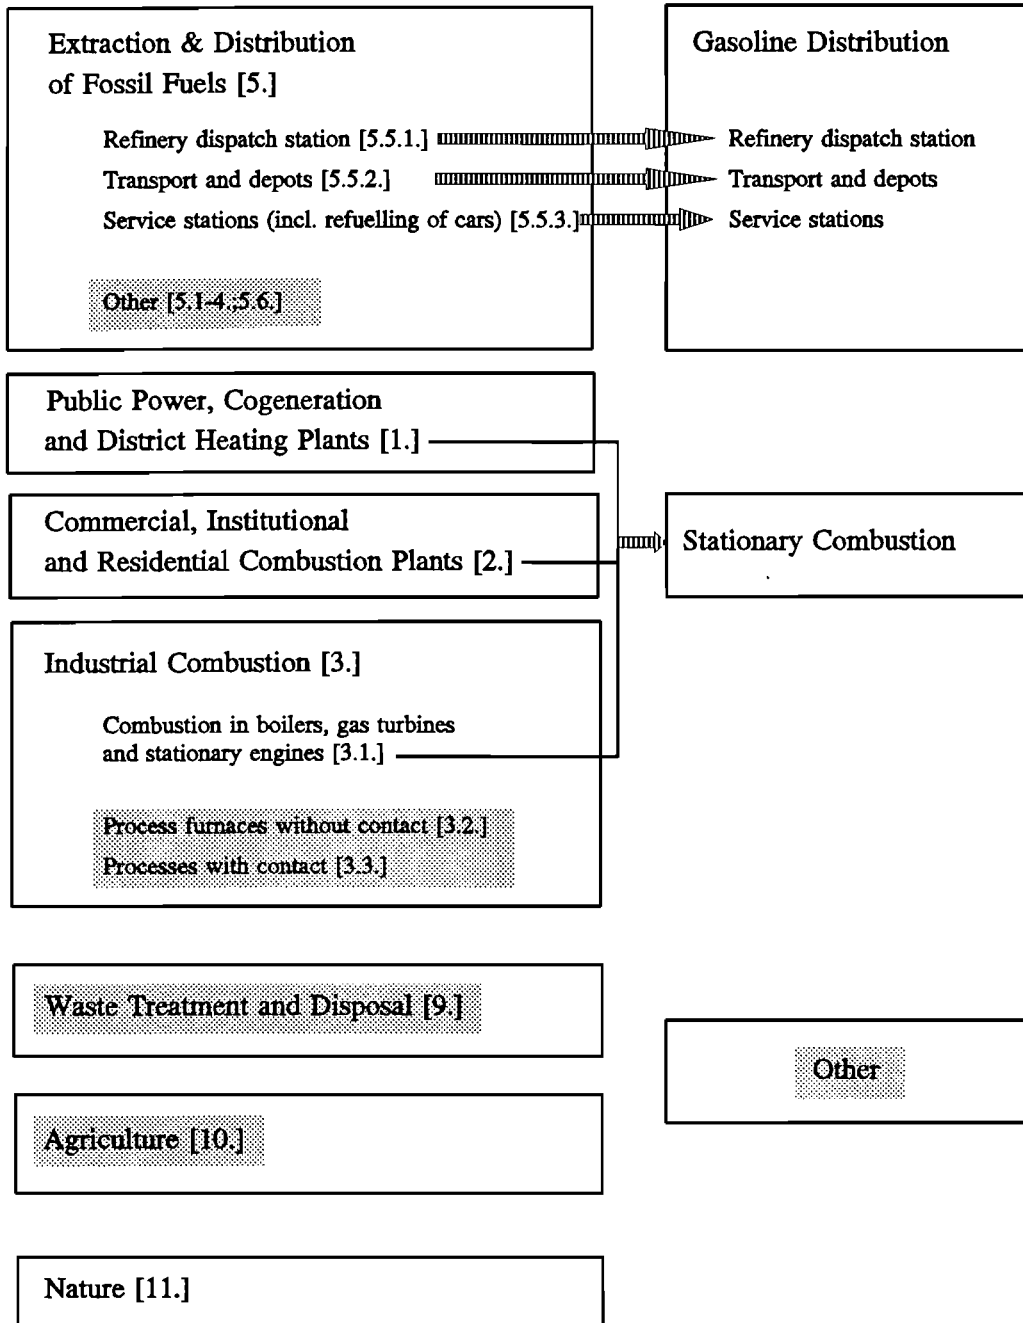 Extraction & Distribution
of Fossil Fuels [5.]
Refinery dispatch station [5.5.1.]
Transport and depots [5.5.2.]
Service stations (incl. refuelling of cars) [5.5.3.]
Other [5.1-4.,5.6.]
Gasoline Distribution
Refinery dispatch station
Transport and depots
Service stations
Public Power, Cogeneration
and District Heating Plants [1.]
Commercial, Institutional
and Residential Combustion Plants [2.]
Stationary Combustion
Industrial Combustion [3.]
Combustion in boilers, gas turbines
and stationary engines [3.1.]
Process furnaces without contact [3.2.]
Processes with contact [3.3.]
Waste Treatment and Disposal [9.]
Other
Agriculture [10.]
Nature [11.]